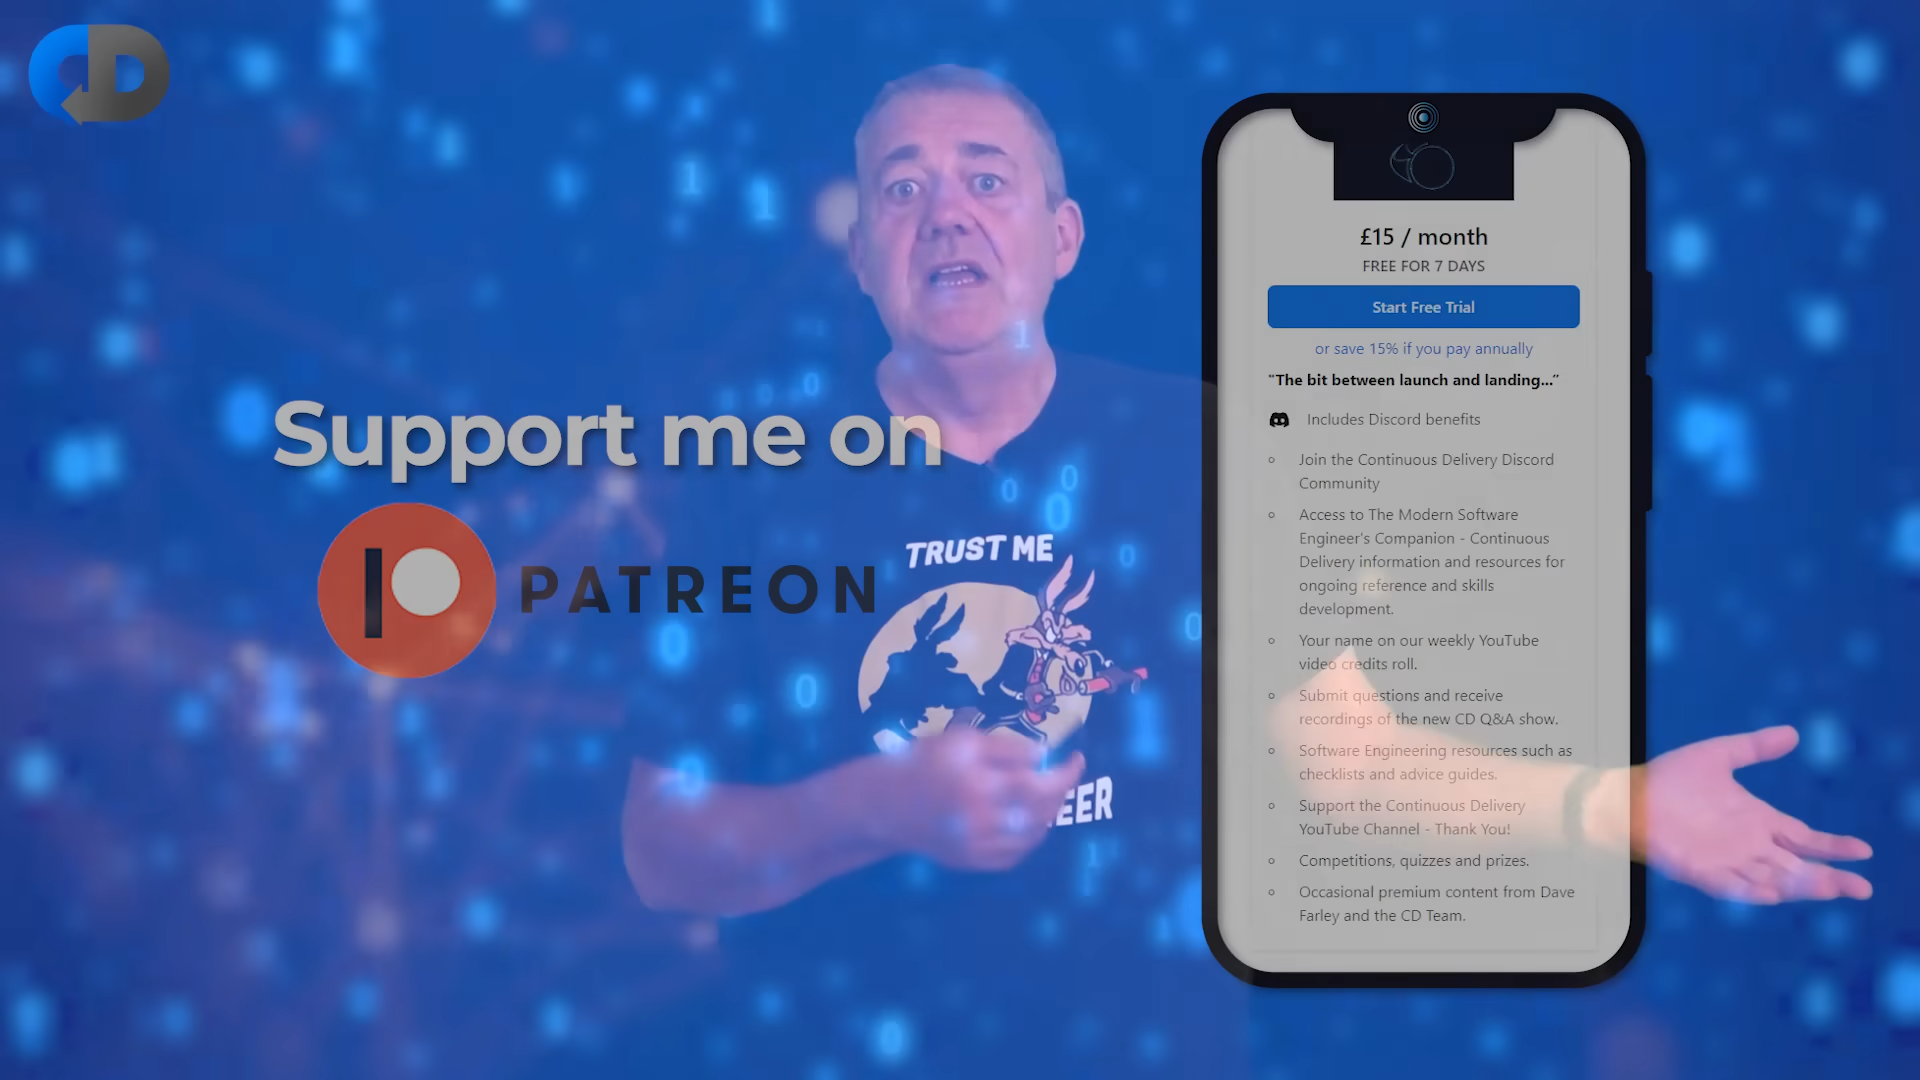 CD
Support me on
PATREON
TRUST ME
EER
£15 / month
FREE FOR 7 DAYS
Start Free Trial
or save 15% if you pay annually
"The bit between launch and landing..."
Includes Discord benefits
Join the Continuous Delivery Discord
Community
Access to The Modern Software
Engineer's Companion - Continuous
Delivery information and resources for
ongoing reference and skills
development.
Your name on our weekly YouTube
video credits roll.
Submit questions and receive
recordings of the new CD Q&A show.
Software Engineering resources such as
checklists and advice guides.
Support the Continuous Delivery
YouTube Channel - Thank You!
Competitions, quizzes and prizes.
Occasional premium content from Dave
Farley and the CD Team.